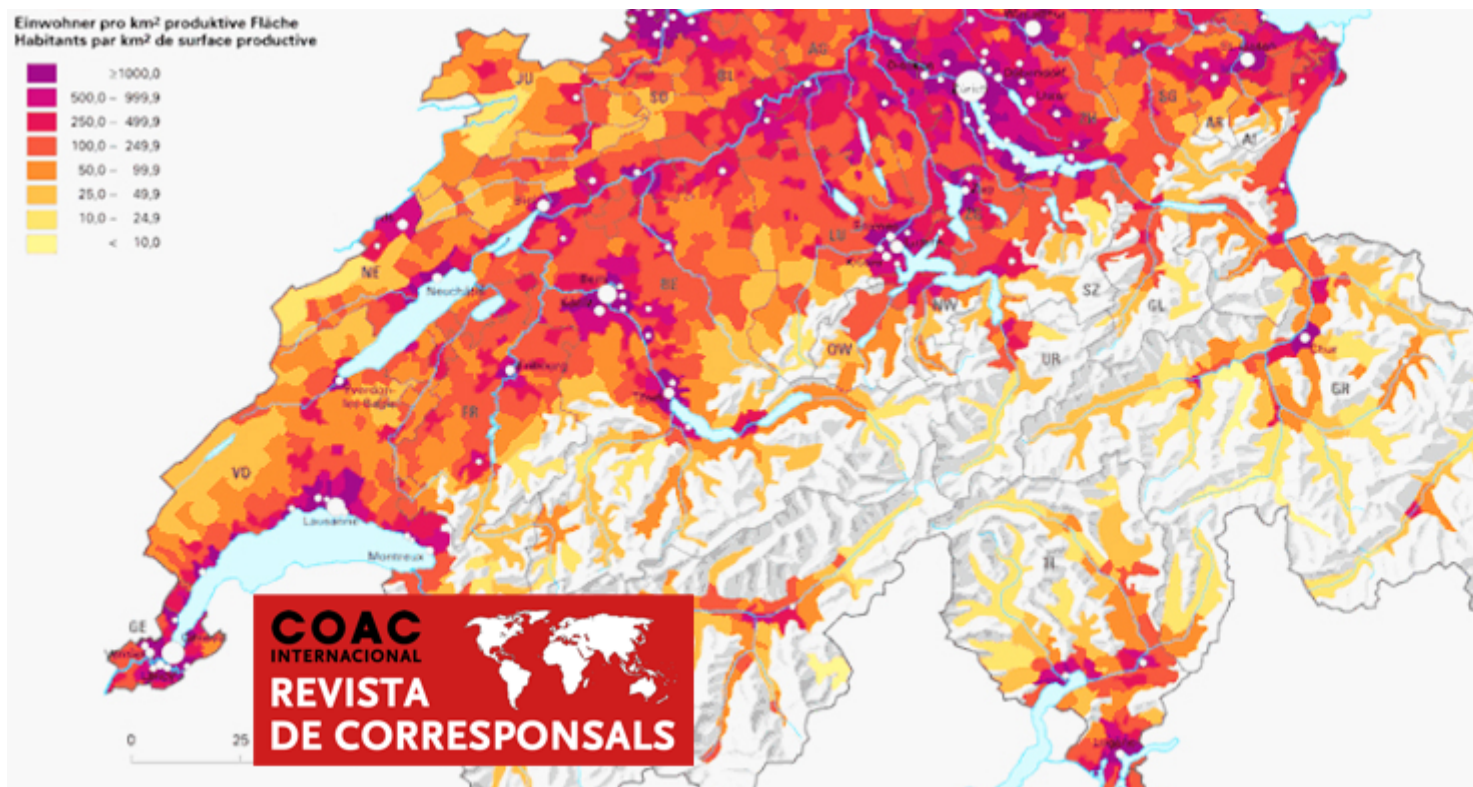 Einwohner pro km² produktive Fläche
Habitants par km² de surface productive
≥1000,0
500,0 – 999,9
250,0 – 499,9
100,0 – 249,9
50,0 – 99,9
25,0 – 49,9
10,0 – 24,9
< 10,0
JU
BL
AG
SO
SG
AR
AI
NE
Neuchâtel
LU
BE
ZG
SZ
GL
NW
OW
UR
Chur
GR
FR
VD
Lausanne
Montreux
GE
TI
0
25
COAC
INTERNACIONAL
REVISTA
DE CORRESPONSALS